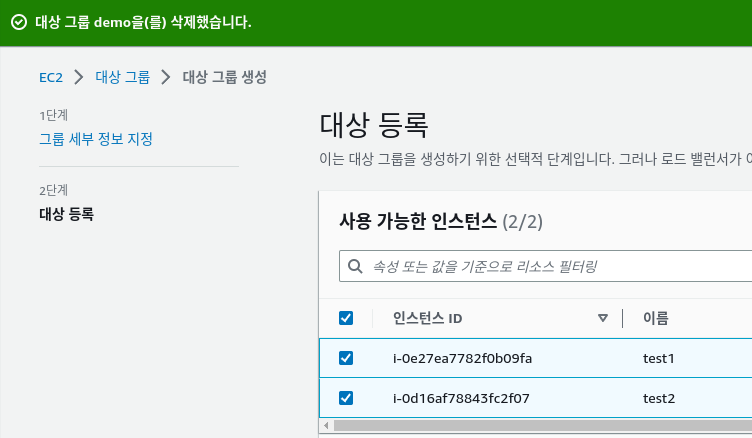 대상 그룹 demo을(를) 삭제했습니다.
EC2 > 대상 그룹 > 대상 그룹 생성
1단계
그룹 세부 정보 지정
2단계
대상 등록
대상 등록
이는 대상 그룹을 생성하기 위한 선택적 단계입니다. 그러나 로드 밸런서가
사용 가능한 인스턴스 (2/2)
속성 또는 값을 기준으로 리소스 필터링
인스턴스 ID 이름
i-0e27ea7782f0b09fa test1
i-0d16af78843fc2f07 test2